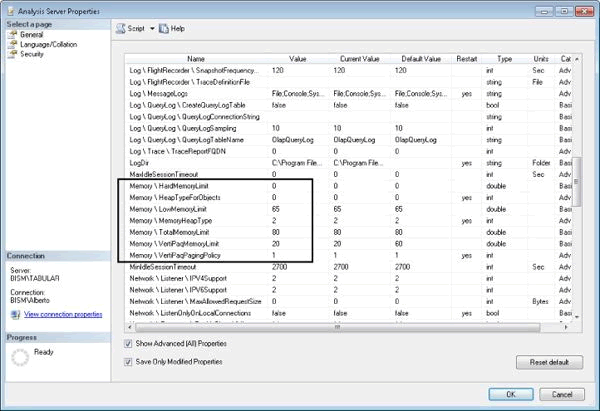 Analysis Server Properties
Select a page
General
Language/Collation
Security
Script
Help
Name Value Current Value Default Value Restart Type Units Cat
Log \ FlightRecorder \ SnapshotFrequency... 120 120 120 int Sec Adv
Log \ FlightRecorder \ TraceDefinitionFile string File Adv
Log \ MessageLogs File;Console;Sys... File;Console;Sys... File;Console;Sys... yes string Adv
Log \ QueryLog \ CreateQueryLogTable false false false bool Basi
Log \ QueryLog \ QueryLogConnectionString string Basi
Log \ QueryLog \ QueryLogSampling 10 10 10 int Basi
Log \ QueryLog \ QueryLogTableName OlapQueryLog OlapQueryLog OlapQueryLog string Basi
Log \ Trace \ TraceReportFQDN 0 0 0 int Adv
LogDir C:\Program File... C:\Program File... yes string Folder Basi
MaxIdleSessionTimeout 0 0 0 int Sec Adv
Memory \ HardMemoryLimit 0 0 0 double Adv
Memory \ HeapTypeForObjects 0 0 0 yes int Adv
Memory \ LowMemoryLimit 65 65 65 double Basi
Memory \ MemoryHeapType 2 2 2 yes int Adv
Memory \ TotalMemoryLimit 80 80 80 double Basi
Memory \ VertiPaqMemoryLimit 20 20 60 double Basi
Memory \ VertiPaqPagingPolicy 1 1 1 yes int Basi
MinIdleSessionTimeout 2700 2700 2700 int Sec Adv
Network \ Listener \ IPV4Support 2 2 2 int Adv
Network \ Listener \ IPV6Support 2 2 2 int Adv
Network \ Listener \ MaxAllowedRequestSize 0 0 0 int Bytes Adv
Network \ ListenOnlyOnLocalConnections false false false yes bool Basi
Connection
Server:
BISM\TABULAR
Connection:
BISM\Alberto
View connection properties
Progress
Ready
Show Advanced (All) Properties
Save Only Modified Properties
Reset default
OK
Cancel